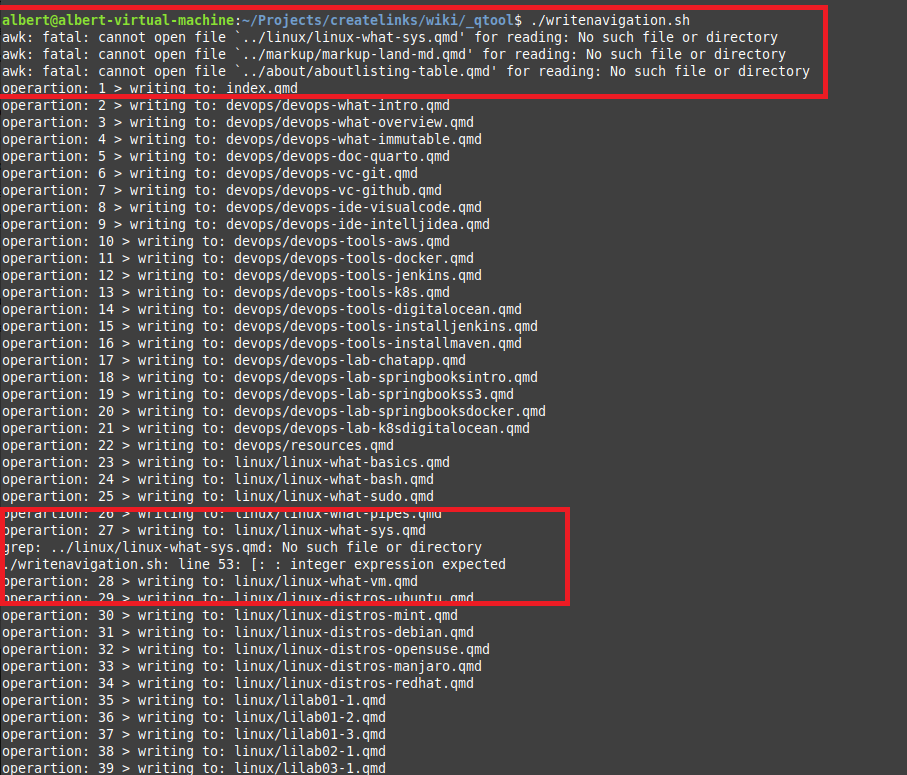 albert@albert-virtual-machine:~/Projects/createlinks/wiki/_qtool$ ./writenavigation.sh
awk: fatal: cannot open file `../linux/linux-what-sys.qmd' for reading: No such file or directory
awk: fatal: cannot open file `../markup/markup-land-md.qmd' for reading: No such file or directory
awk: fatal: cannot open file `../about/aboutlisting-table.qmd' for reading: No such file or directory
operartion: 1 > writing to: index.qmd
operartion: 2 > writing to: devops/devops-what-intro.qmd
operartion: 3 > writing to: devops/devops-what-overview.qmd
operartion: 4 > writing to: devops/devops-what-immutable.qmd
operartion: 5 > writing to: devops/devops-doc-quarto.qmd
operartion: 6 > writing to: devops/devops-vc-git.qmd
operartion: 7 > writing to: devops/devops-vc-github.qmd
operartion: 8 > writing to: devops/devops-ide-visualcode.qmd
operartion: 9 > writing to: devops/devops-ide-intelljidea.qmd
operartion: 10 > writing to: devops/devops-tools-aws.qmd
operartion: 11 > writing to: devops/devops-tools-docker.qmd
operartion: 12 > writing to: devops/devops-tools-jenkins.qmd
operartion: 13 > writing to: devops/devops-tools-k8s.qmd
operartion: 14 > writing to: devops/devops-tools-digitalocean.qmd
operartion: 15 > writing to: devops/devops-tools-installjenkins.qmd
operartion: 16 > writing to: devops/devops-tools-installmaven.qmd
operartion: 17 > writing to: devops/devops-lab-chatapp.qmd
operartion: 18 > writing to: devops/devops-lab-springbooksintro.qmd
operartion: 19 > writing to: devops/devops-lab-springbookss3.qmd
operartion: 20 > writing to: devops/devops-lab-springbooksdocker.qmd
operartion: 21 > writing to: devops/devops-lab-k8sdigitalocean.qmd
operartion: 22 > writing to: devops/resources.qmd
operartion: 23 > writing to: linux/linux-what-basics.qmd
operartion: 24 > writing to: linux/linux-what-bash.qmd
operartion: 25 > writing to: linux/linux-what-sudo.qmd
operartion: 26 > writing to: linux/linux-what-pipes.qmd
operartion: 27 > writing to: linux/linux-what-sys.qmd
grep: ../linux/linux-what-sys.qmd: No such file or directory
./writenavigation.sh: line 53: [: : integer expression expected
operartion: 28 > writing to: linux/linux-what-vm.qmd
operartion: 29 > writing to: linux/linux-distros-ubuntu.qmd
operartion: 30 > writing to: linux/linux-distros-mint.qmd
operartion: 31 > writing to: linux/linux-distros-debian.qmd
operartion: 32 > writing to: linux/linux-distros-opensuse.qmd
operartion: 33 > writing to: linux/linux-distros-manjaro.qmd
operartion: 34 > writing to: linux/linux-distros-redhat.qmd
operartion: 35 > writing to: linux/lilab01-1.qmd
operartion: 36 > writing to: linux/lilab01-2.qmd
operartion: 37 > writing to: linux/lilab01-3.qmd
operartion: 38 > writing to: linux/lilab02-1.qmd
operartion: 39 > writing to: linux/lilab03-1.qmd